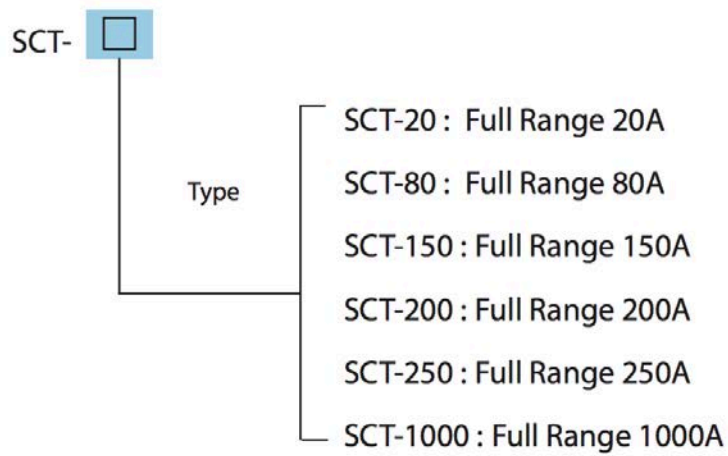 SCT- □
SCT-20 : Full Range 20A
SCT-80 : Full Range 80A
Type
SCT-150 : Full Range 150A
SCT-200 : Full Range 200A
SCT-250 : Full Range 250A
SCT-1000 : Full Range 1000A